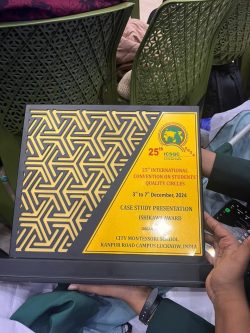 25th
ICSQC
25th INTERNATIONAL
CONVENTION ON STUDENTS
QUALITY CIRCLES
3rd to 7th December, 2024
CASE STUDY PRESENTATION
ISHIKAWA AWARD
CITY MONTESSORI SCHOOL
KANPUR ROAD CAMPUS LUCKNOW, INDIA